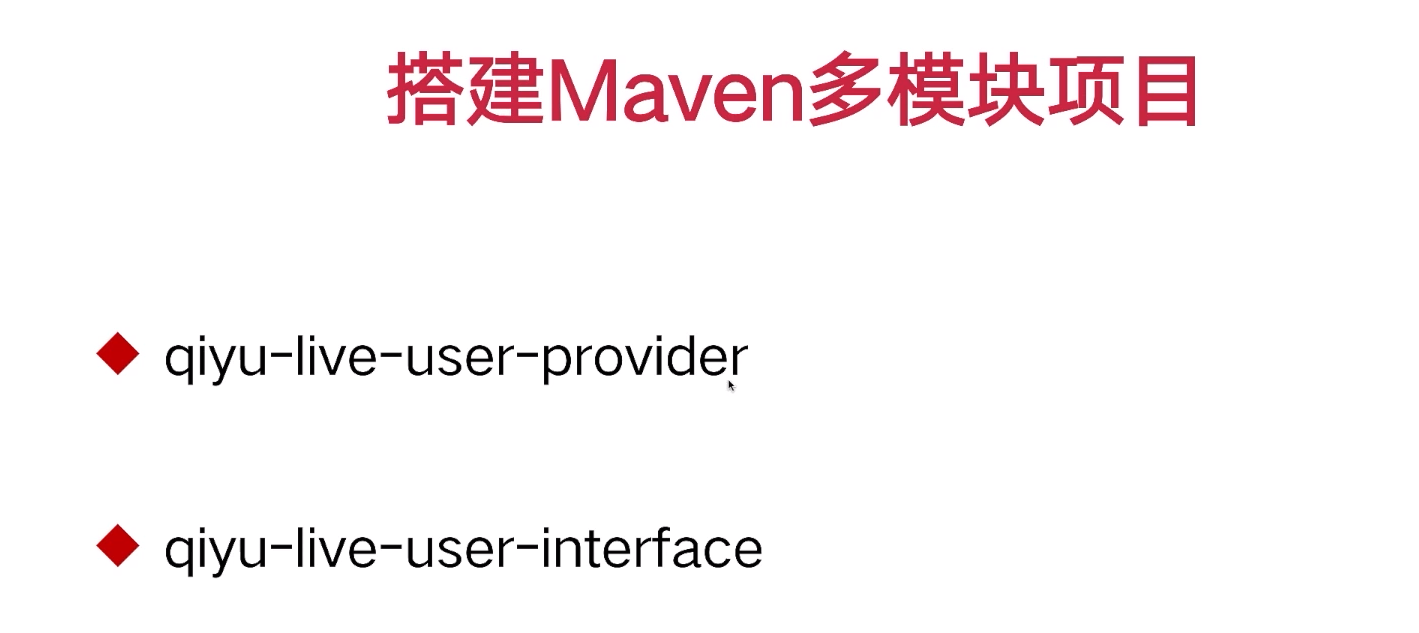 搭建Maven多模块项目
qiyu-live-user-provider
qiyu-live-user-interface